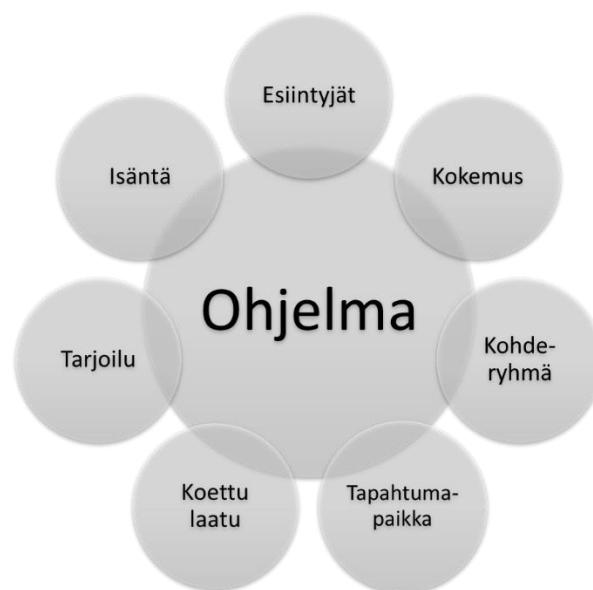 Esiintyjät
Isäntä
Kokemus
Ohjelma
Tarjoilu
Kohde-
ryhmä
Koettu
laatu
Tapahtuma-
paikka